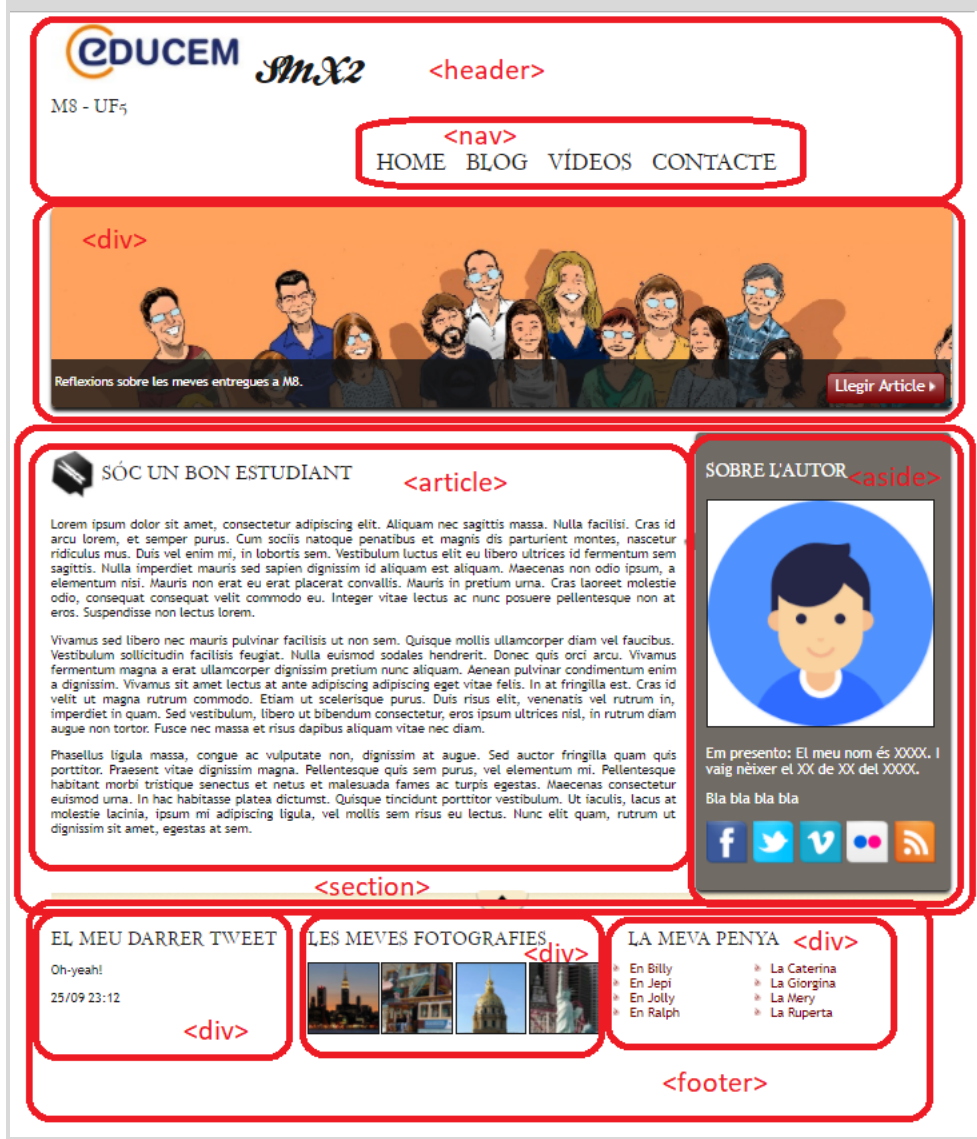 eDUCEM
SMX2
<header>
M8 - UF5
<nav>
HOME BLOG VÍDEOS CONTACTE
<div>
Reflexions sobre les meves entregues a M8.
Llegir Article
SÓC UN BON ESTUDIANT
<article>
Lorem ipsum dolor sit amet, consectetur adipiscing elit. Aliquam nec sagittis massa. Nulla facilisi. Cras id
arcu lorem, et semper purus. Cum sociis natoque penatibus et magnis dis parturient montes, nascetur
ridiculus mus. Duis vel enim mi, in lobortis sem. Vestibulum luctus elit eu libero ultrices id fermentum sem
sagittis. Nulla imperdiet mauris sed sapien dignissim id aliquam est aliquam. Maecenas non odio ipsum, a
elementum nisi. Mauris non erat eu erat placerat convallis. Mauris in pretium urna. Cras laoreet molestie
odio, consequat consequat velit commodo eu. Integer vitae lectus ac nunc posuere pellentesque non at
eros. Suspendisse non lectus lorem.
Vivamus sed libero nec mauris pulvinar facilisis ut non sem. Quisque mollis ullamcorper diam vel faucibus.
Vestibulum sollicitudin facilisis feugiat. Nulla euismod sodales hendrerit. Donec quis orci arcu. Vivamus
fermentum magna a erat ullamcorper dignissim pretium nunc aliquam. Aenean pulvinar condimentum enim
a dignissim. Vivamus sit amet lectus at ante adipiscing adipiscing eget vitae felis. In at fringilla est. Cras id
velit ut magna rutrum commodo. Etiam ut scelerisque purus. Duis risus elit, venenatis vel rutrum in,
imperdiet in quam. Sed vestibulum, libero ut bibendum consectetur, eros ipsum ultrices nisl, in rutrum diam
augue non tortor. Fusce nec massa et risus dapibus aliquam vitae nec diam.
Phasellus ligula massa, congue ac vulputate non, dignissim at augue. Sed auctor fringilla quam quis
porttitor. Praesent vitae dignissim magna. Pellentesque quis sem purus, vel elementum mi. Pellentesque
habitant morbi tristique senectus et netus et malesuada fames ac turpis egestas. Maecenas consectetur
euismod urna. In hac habitasse platea dictumst. Quisque tincidunt porttitor vestibulum. Ut iaculis, lacus at
molestie lacinia, ipsum mi adipiscing ligula, vel mollis sem risus eu lectus. Nunc elit quam, rutrum ut
dignissim sit amet, egestas at sem.
SOBRE L'AUTOR
<aside>
Em presento: El meu nom és XXXX. I
vaig nèixer el XX de XX del XXXX.
Bla bla bla bla
<section>
EL MEU DARRER TWEET
Oh-yeah!
25/09 23:12
<div>
LES MEVES FOTOGRAFIES
<div>
LA MEVA PENYA
<div>
En Billy
En Jepi
En Jolly
En Ralph
La Caterina
La Giorgina
La Mery
La Ruperta
<footer>